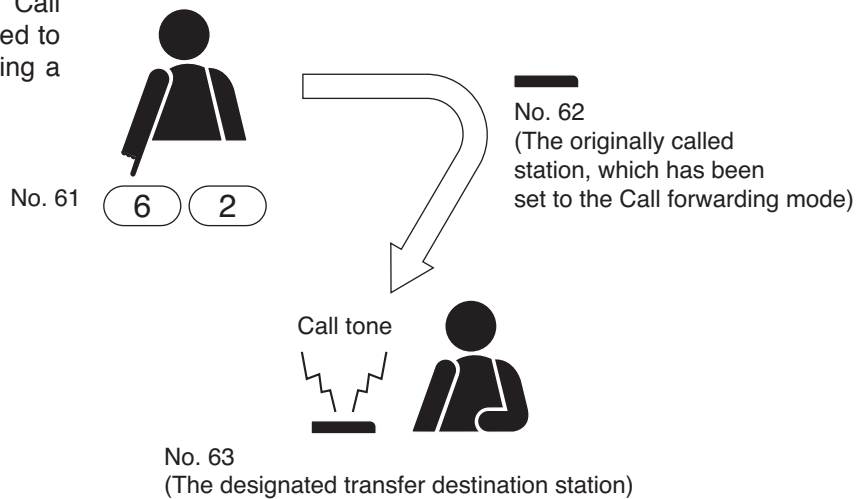 Call
ed to
ing a
No. 61
6 2
No. 62
(The originally called
station, which has been
set to the Call forwarding mode)
Call tone
No. 63
(The designated transfer destination station)